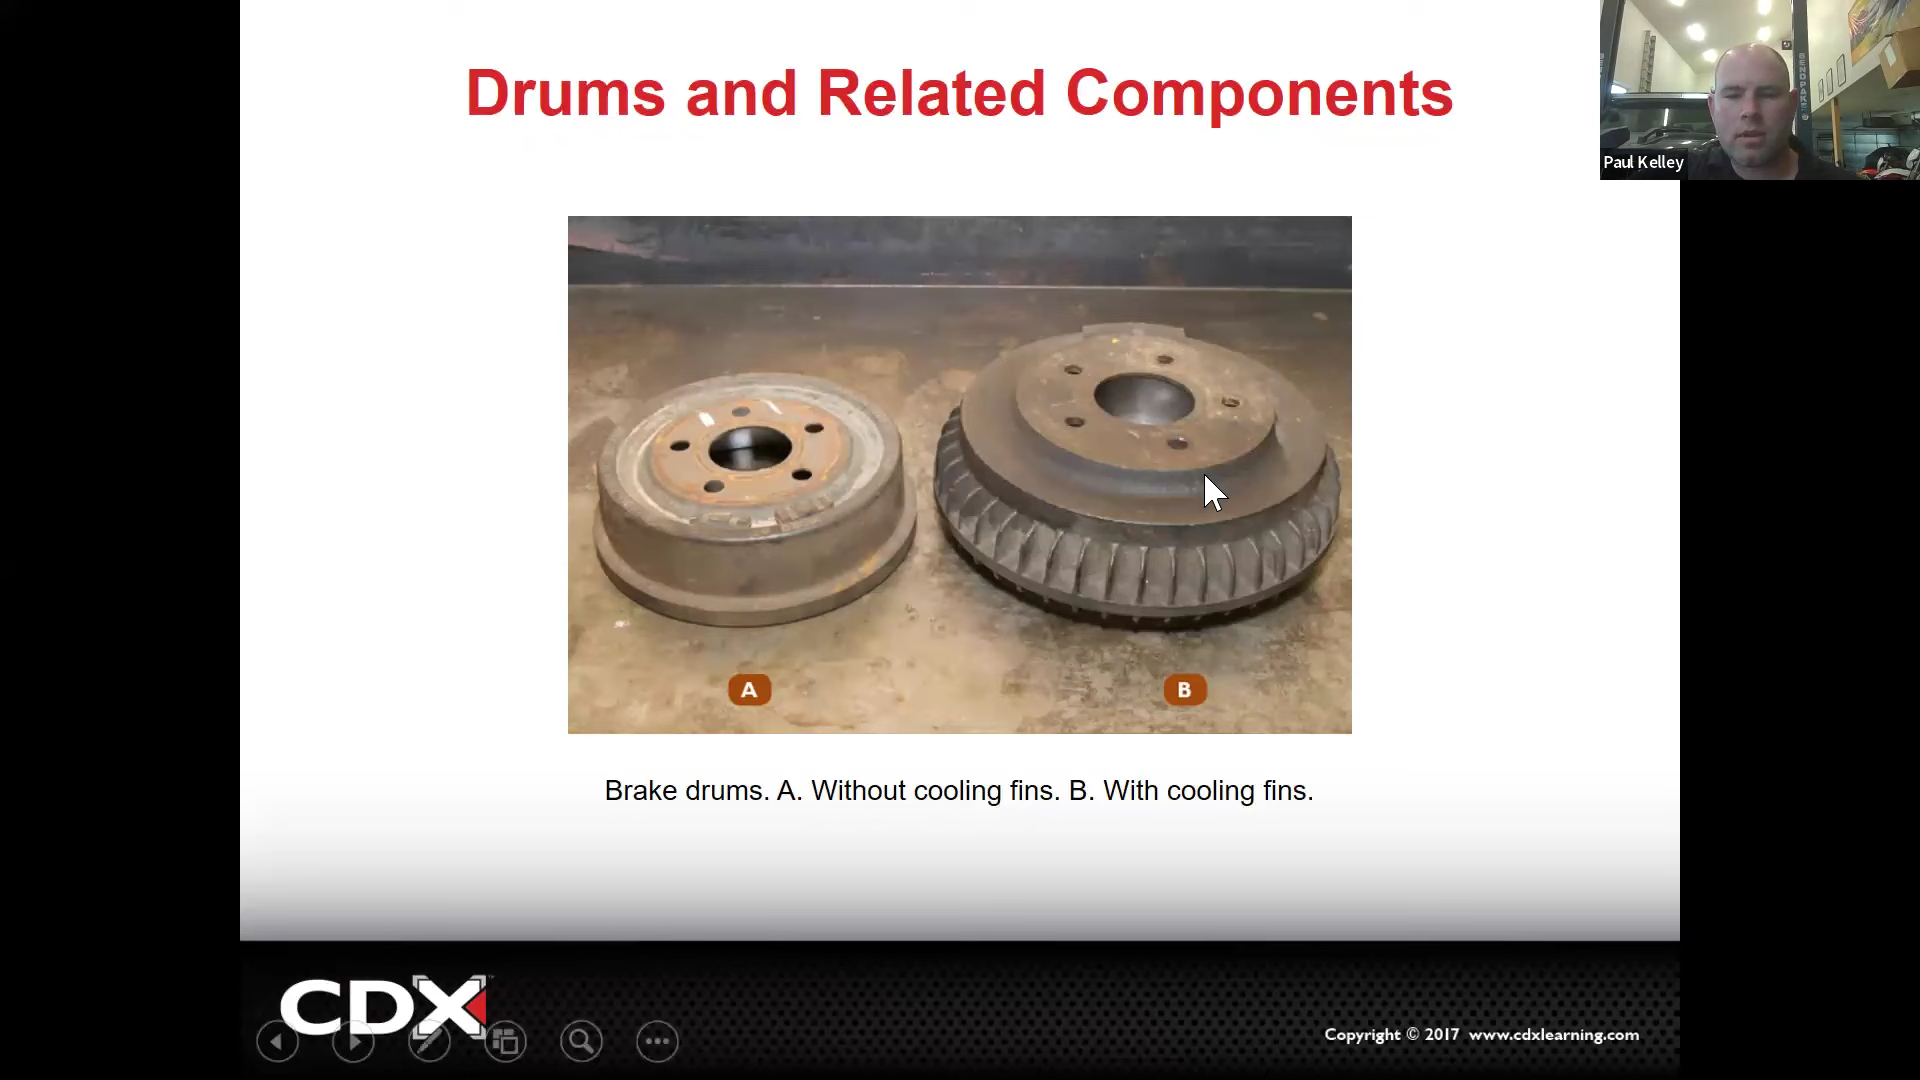 Drums and Related Components
BENDPAK
Paul Kelley
A
B
Brake drums. A. Without cooling fins. B. With cooling fins.
CDX
Copyright © 2017 www.cdxlearning.com